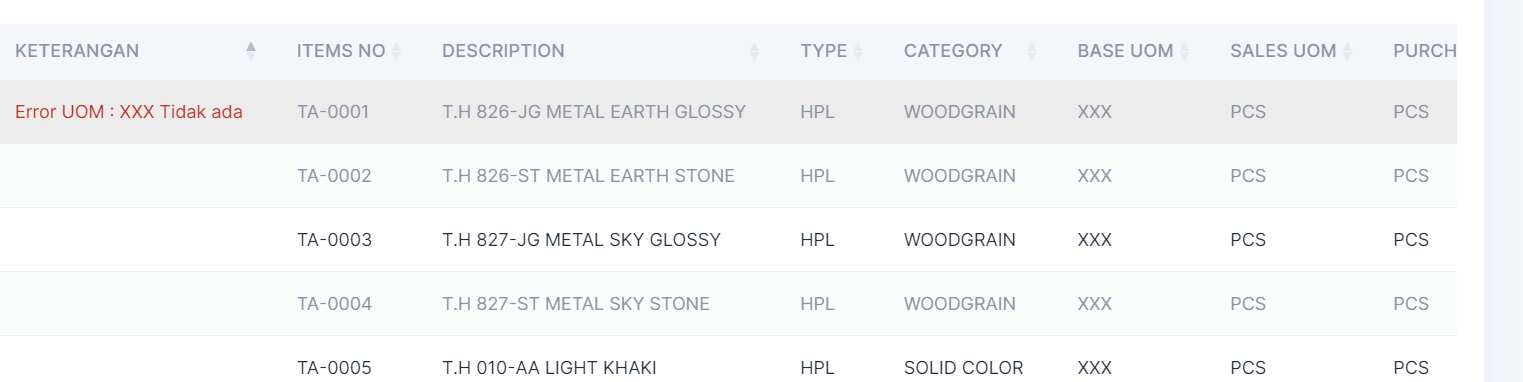 KETERANGAN ITEMS NO DESCRIPTION TYPE CATEGORY BASE UOM SALES UOM PURCH
Error UOM : XXX Tidak ada TA-0001 T.H 826-JG METAL EARTH GLOSSY HPL WOODGRAIN XXX PCS PCS
TA-0002 T.H 826-ST METAL EARTH STONE HPL WOODGRAIN XXX PCS PCS
TA-0003 T.H 827-JG METAL SKY GLOSSY HPL WOODGRAIN XXX PCS PCS
TA-0004 T.H 827-ST METAL SKY STONE HPL WOODGRAIN XXX PCS PCS
TA-0005 T.H 010-AA LIGHT KHAKI HPL SOLID COLOR XXX PCS PCS